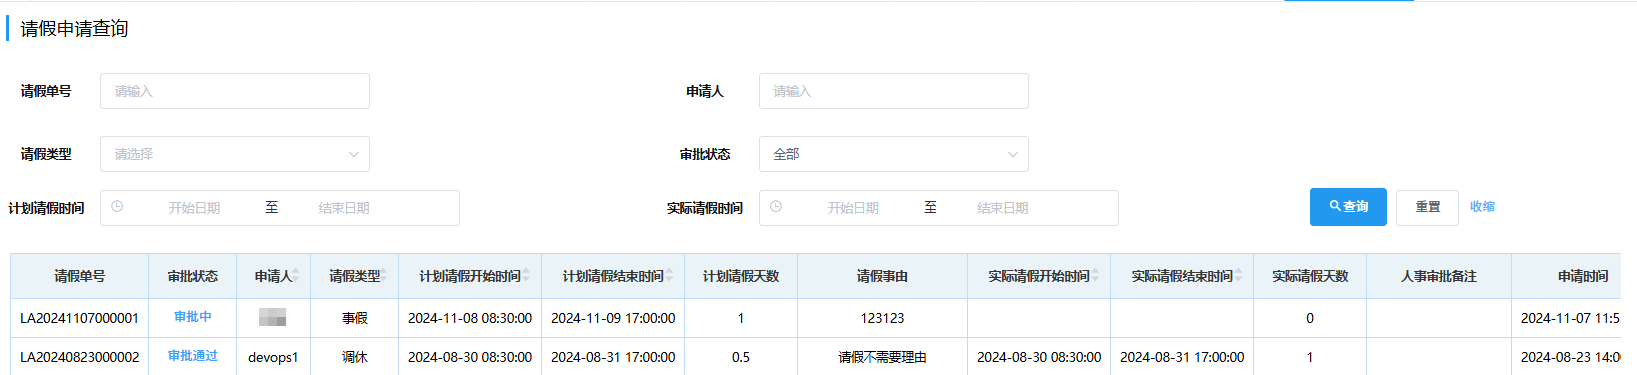 请假申请查询
请假单号 请输入 申请人 请输入
请假类型 请选择 审批状态 全部
计划请假时间 开始日期 至 结束日期 实际请假时间 开始日期 至 结束日期 查询 重置 收缩
请假单号 审批状态 申请人 请假类型 计划请假开始时间 计划请假结束时间 计划请假天数 请假事由 实际请假开始时间 实际请假结束时间 实际请假天数 人事审批备注 申请时间
LA20241107000001 审批中 事假 2024-11-08 08:30:00 2024-11-09 17:00:00 1 123123 0 2024-11-07 11:5
LA20240823000002 审批通过 devops1 调休 2024-08-30 08:30:00 2024-08-31 17:00:00 0.5 请假不需要理由 2024-08-30 08:30:00 2024-08-31 17:00:00 1 2024-08-23 14:0